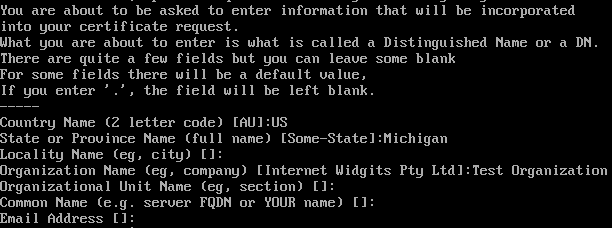 You are about to be asked to enter information that will be incorporated
into your certificate request.
What you are about to enter is what is called a Distinguished Name or a DN.
There are quite a few fields but you can leave some blank
For some fields there will be a default value,
If you enter '.', the field will be left blank.
-----
Country Name (2 letter code) [AU]:US
State or Province Name (full name) [Some-State]:Michigan
Locality Name (eg, city) []:
Organization Name (eg, company) [Internet Widgits Pty Ltd]:Test Organization
Organizational Unit Name (eg, section) []:
Common Name (e.g. server FQDN or YOUR name) []:
Email Address []: